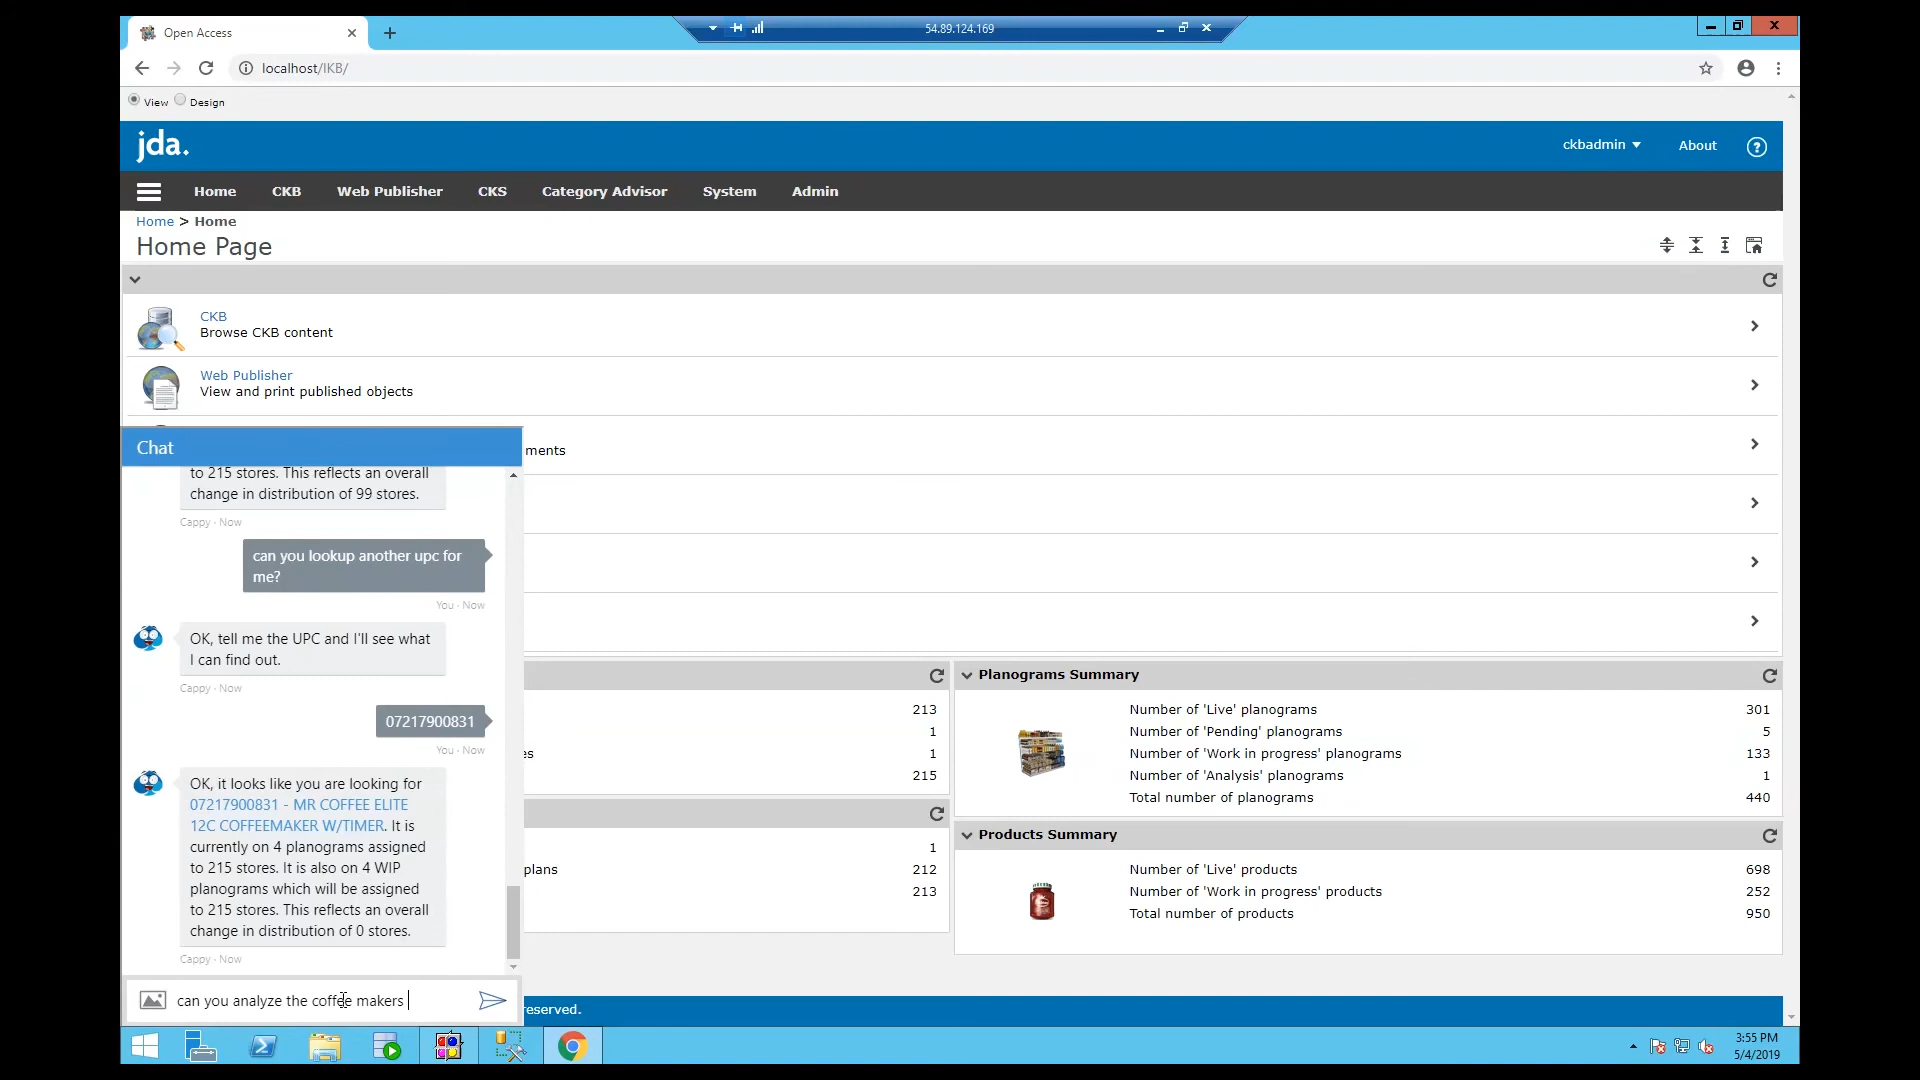 Open Access
54.89.124.169
localhost/IKB/
View Design
jda.
ckbadmin About ?
Home CKB Web Publisher CKS Category Advisor System Admin
Home > Home
Home Page
CKB
Browse CKB content
Web Publisher
View and print published objects
ments
Chat
to 215 stores. This reflects an overall
change in distribution of 99 stores.
Cappy · Now
can you lookup another upc for
me?
You · Now
OK, tell me the UPC and I'll see what
I can find out.
Cappy · Now
07217900831
You · Now
OK, it looks like you are looking for
07217900831 - MR COFFEE ELITE
12C COFFEEMAKER W/TIMER. It is
currently on 4 planograms assigned
to 215 stores. It is also on 4 WIP
planograms which will be assigned
to 215 stores. This reflects an overall
change in distribution of 0 stores.
Cappy · Now
can you analyze the coffee makers
213
1
es 1
215
1
plans 212
213
Planograms Summary
Number of 'Live' planograms 301
Number of 'Pending' planograms 5
Number of 'Work in progress' planograms 133
Number of 'Analysis' planograms 1
Total number of planograms 440
Products Summary
Number of 'Live' products 698
Number of 'Work in progress' products 252
Total number of products 950
eserved.
3:55 PM
5/4/2019